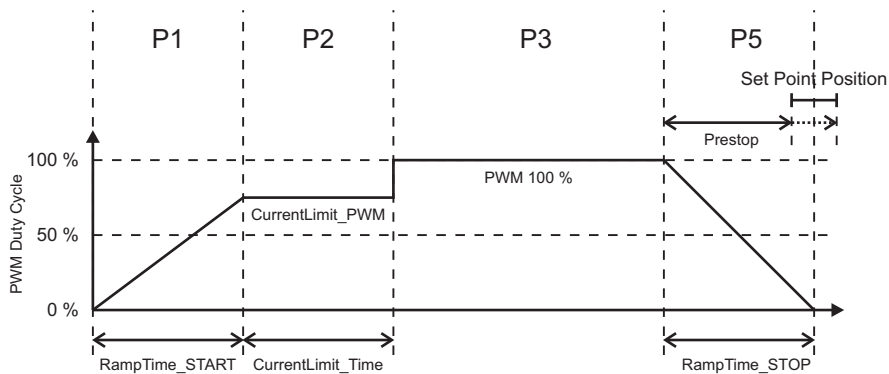 P1
P2
P3
P5
Set Point Position
Prestop
100 %
PWM 100 %
CurrentLimit_PWM
50 %
PWM Duty Cycle
0 %
RampTime_START
CurrentLimit_Time
RampTime_STOP